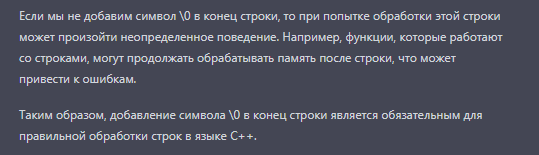 Если мы не добавим символ \0 в конец строки, то при попытке обработки этой строки
может произойти неопределенное поведение. Например, функции, которые работают
со строками, могут продолжать обрабатывать память после строки, что может
привести к ошибкам.
Таким образом, добавление символа \0 в конец строки является обязательным для
правильной обработки строк в языке C++.